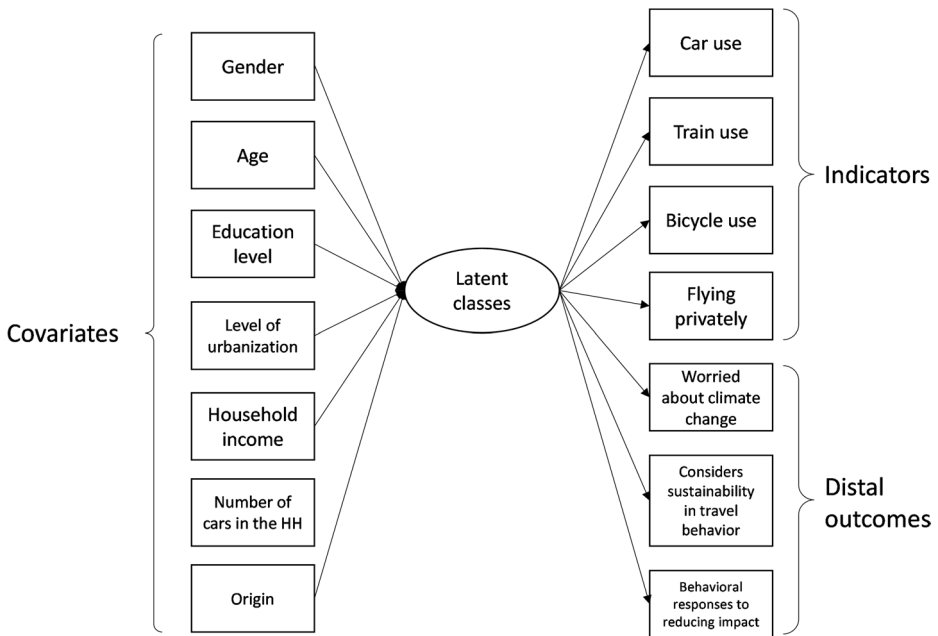 Covariates
Gender
Age
Education
level
Level of
urbanization
Household
income
Number of
cars in the HH
Origin
Latent
classes
Car use
Train use
Bicycle use
Flying
privately
Indicators
Worried
about climate
change
Considers
sustainability
in travel
behavior
Behavioral
responses to
reducing impact
Distal
outcomes